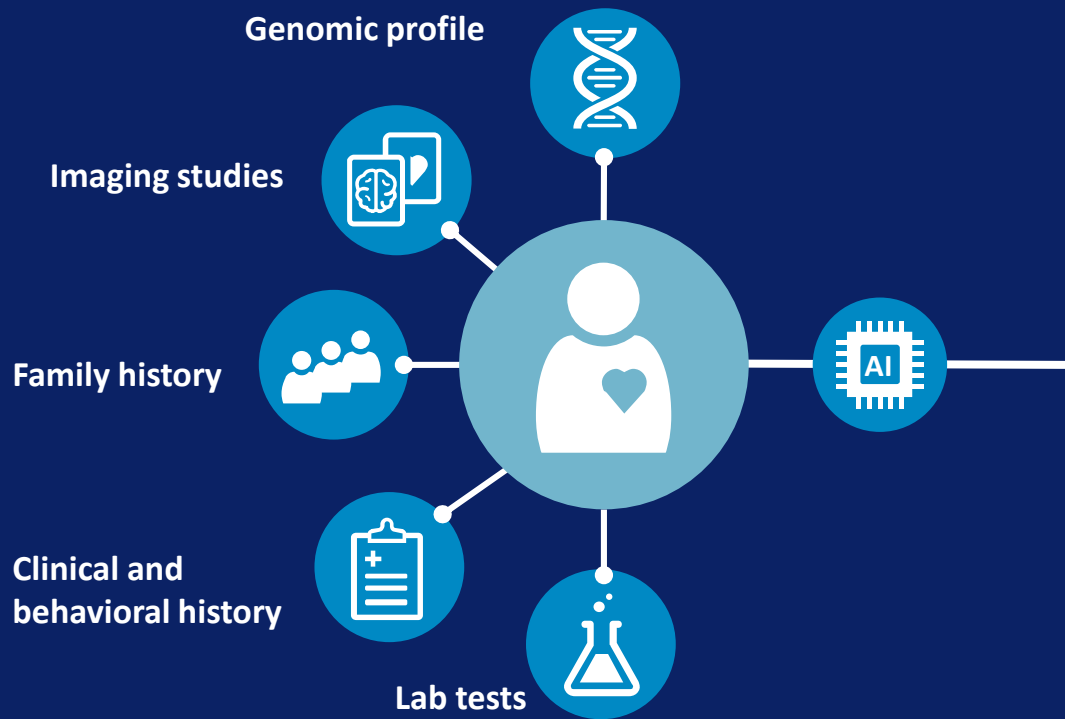 Genomic profile
Imaging studies
Family history
AI
Clinical and
behavioral history
Lab tests